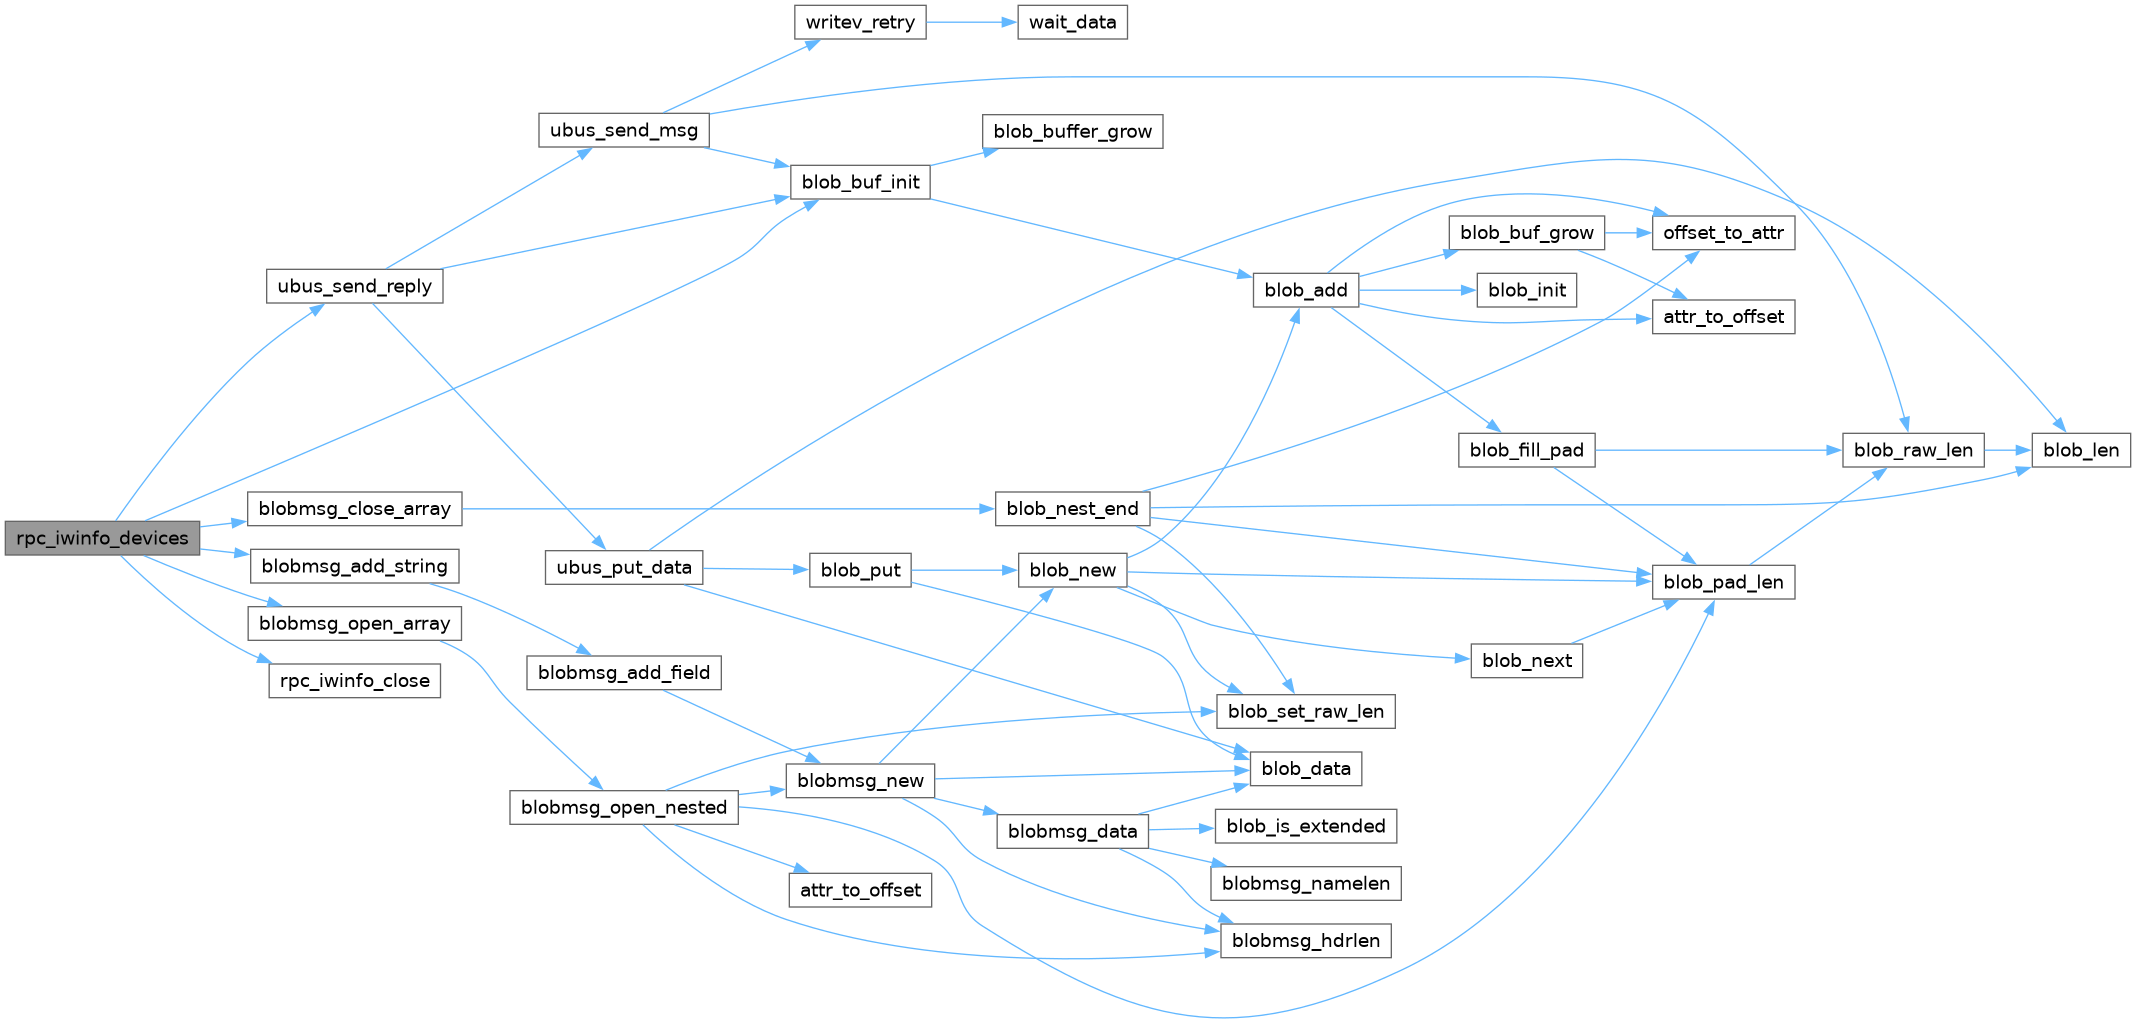 writev_retry
wait_data
ubus_send_msg
blob_buffer_grow
blob_buf_init
blob_buf_grow
offset_to_attr
ubus_send_reply
blob_add
blob_init
attr_to_offset
blob_fill_pad
blob_raw_len
blob_len
blobmsg_close_array
blob_nest_end
rpc_iwinfo_devices
blobmsg_add_string
ubus_put_data
blob_put
blob_new
blob_pad_len
blobmsg_open_array
blob_next
rpc_iwinfo_close
blobmsg_add_field
blob_set_raw_len
blobmsg_new
blob_data
blobmsg_open_nested
blobmsg_data
blob_is_extended
attr_to_offset
blobmsg_namelen
blobmsg_hdrlen